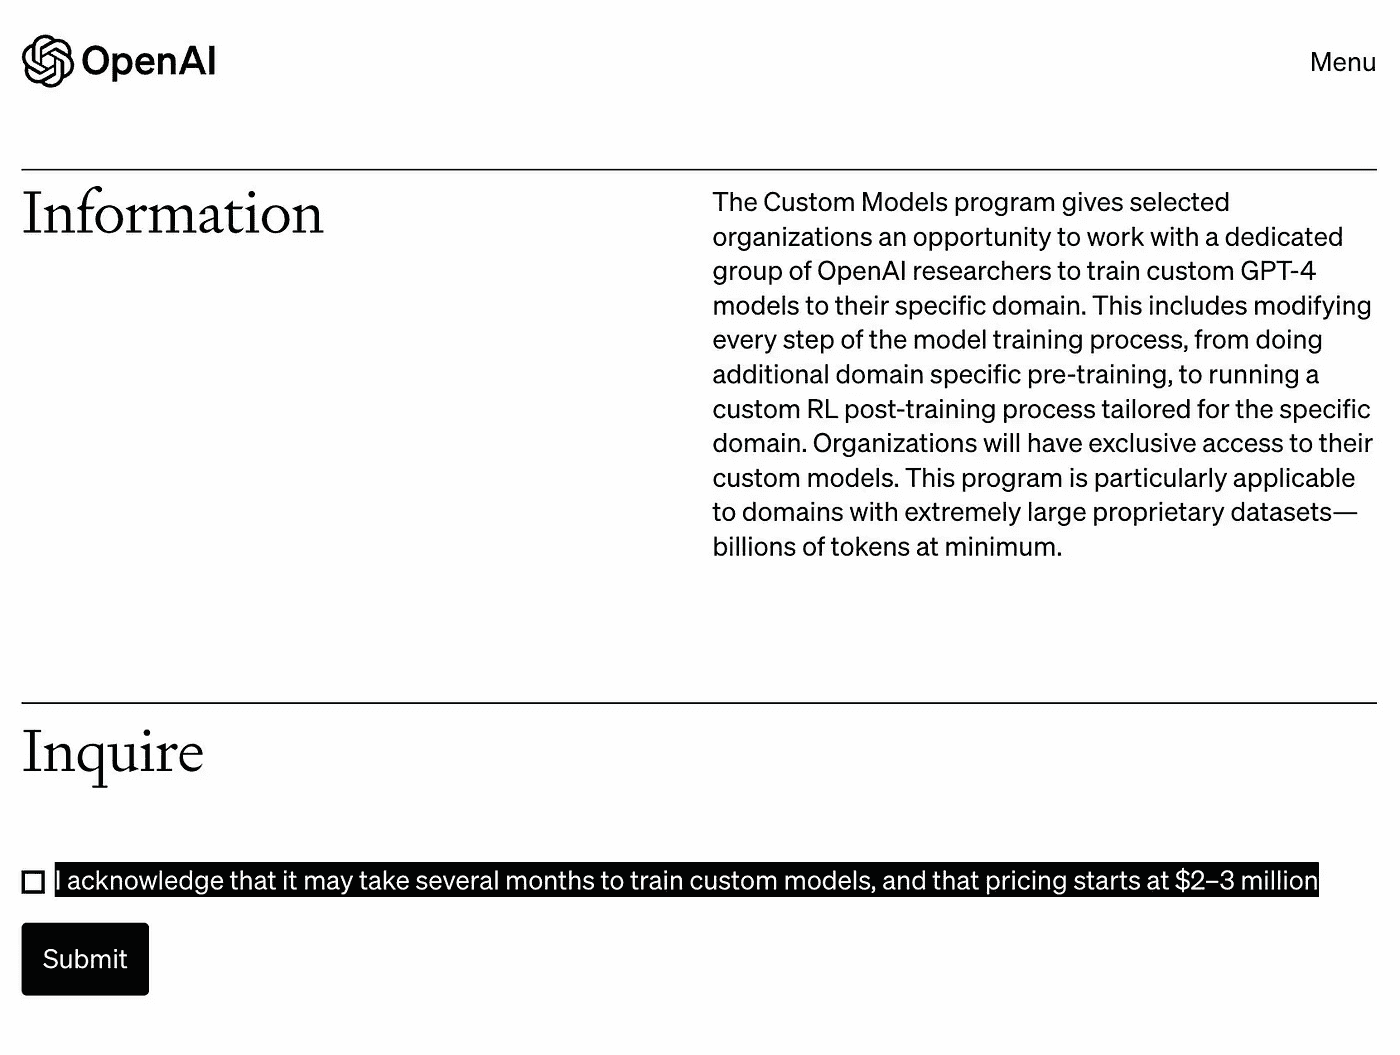 OpenAI
Menu
Information
The Custom Models program gives selected
organizations an opportunity to work with a dedicated
group of OpenAI researchers to train custom GPT-4
models to their specific domain. This includes modifying
every step of the model training process, from doing
additional domain specific pre-training, to running a
custom RL post-training process tailored for the specific
domain. Organizations will have exclusive access to their
custom models. This program is particularly applicable
to domains with extremely large proprietary datasets—
billions of tokens at minimum.
Inquire
I acknowledge that it may take several months to train custom models, and that pricing starts at $2–3 million
Submit